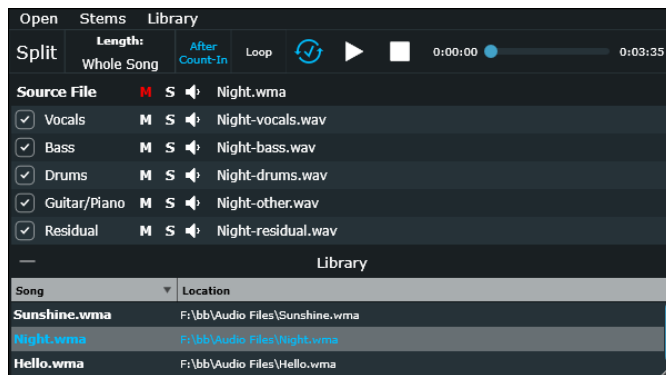 Open Stems Library
Split Length: Whole Song After Count-In Loop 0:00:00 0:03:35
Source File M S Night.wma
Vocals M S Night-vocals.wav
Bass M S Night-bass.wav
Drums M S Night-drums.wav
Guitar/Piano M S Night-other.wav
Residual M S Night-residual.wav
Library
Song Location
Sunshine.wma F:\bb\Audio Files\Sunshine.wma
Night.wma F:\bb\Audio Files\Night.wma
Hello.wma F:\bb\Audio Files\Hello.wma